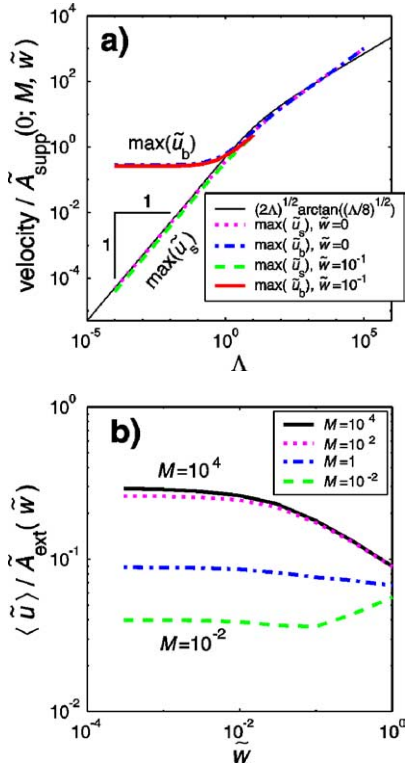 a)
velocity / Ã_supp(0; M, w̃)
10^4
10^2
10^0
10^-2
10^-4
max(ũ_b)
1
1
max(ũ_s)
(2Λ)^1/2 arctan((Λ/8)^1/2)
max(ũ_s), w̃=0
max(ũ_b), w̃=0
max(ũ_s), w̃=10^-1
max(ũ_b), w̃=10^-1
10^-5
10^0
10^5
Λ
b)
⟨ũ⟩ / Ã_ext(w̃)
10^0
10^-1
10^-2
M=10^4
M=10^-2
M=10^4
M=10^2
M=1
M=10^-2
10^-4
10^-2
10^0
w̃